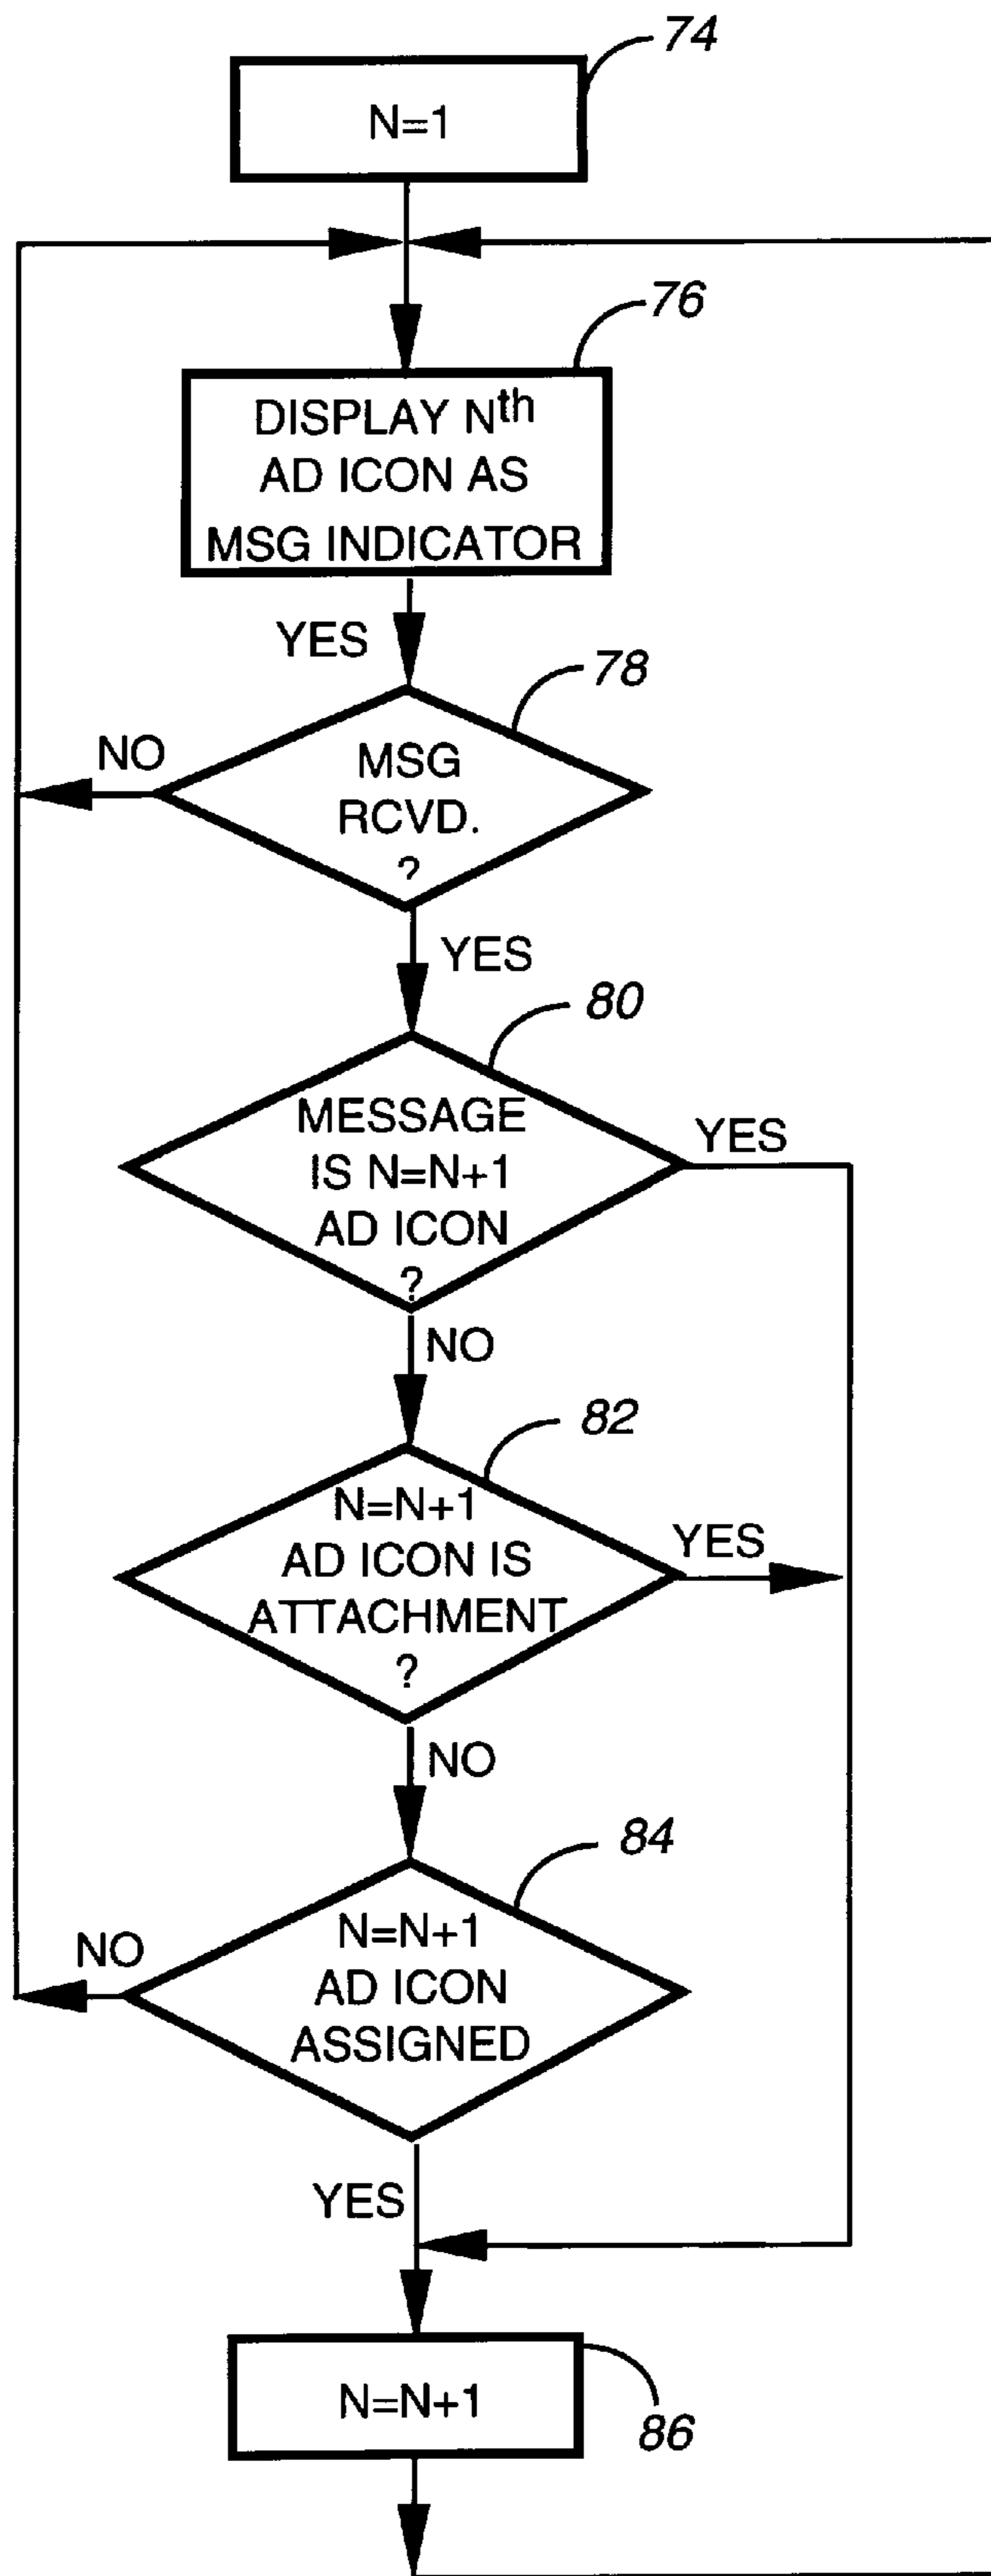 74
N=1
76
DISPLAY Nth
AD ICON AS
MSG INDICATOR
YES
78
NO
MSG
RCVD.
?
YES
80
MESSAGE
IS N=N+1
AD ICON
?
YES
NO
82
N=N+1
AD ICON IS
ATTACHMENT
?
YES
NO
84
NO
N=N+1
AD ICON
ASSIGNED
YES
N=N+1
86